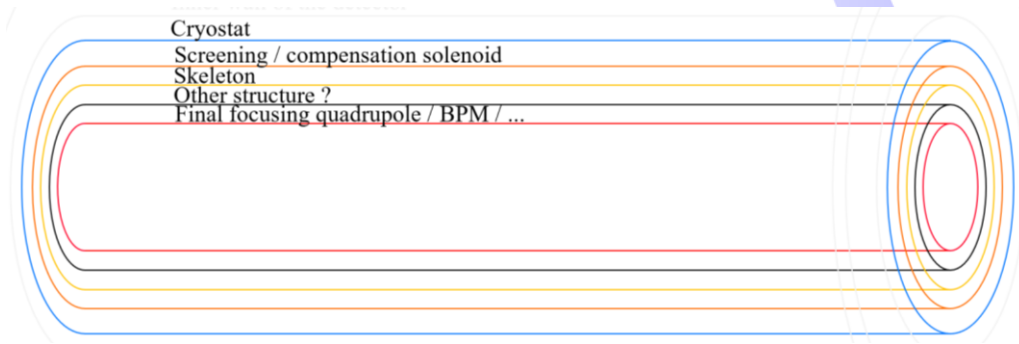 Cryostat
Screening / compensation solenoid
Skeleton
Other structure ?
Final focusing quadrupole / BPM / ...